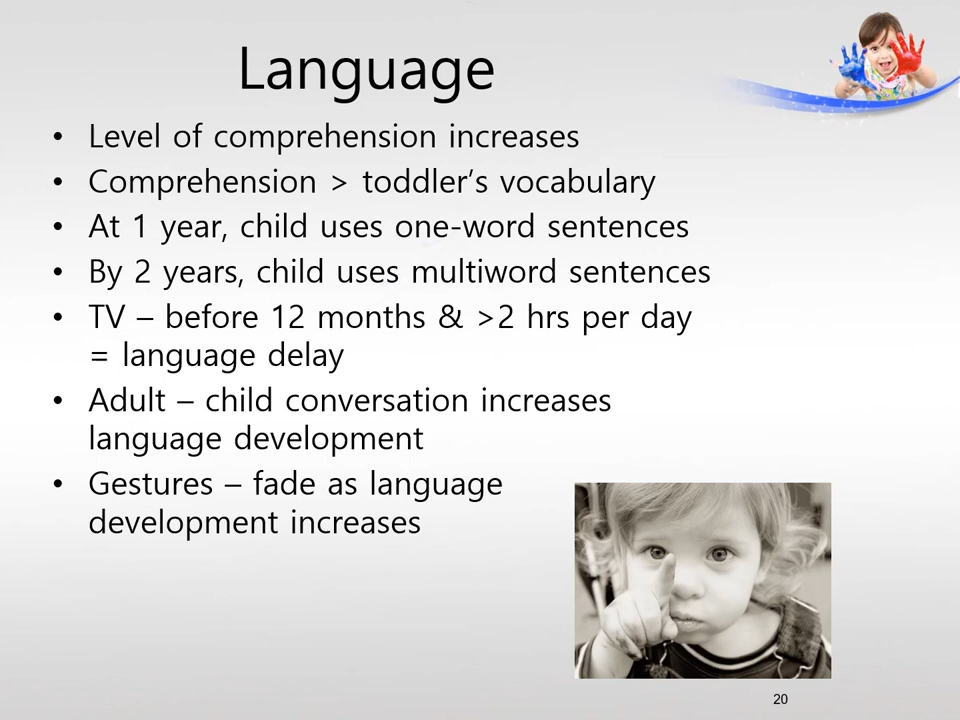 Language
• Level of comprehension increases
• Comprehension > toddler's vocabulary
• At 1 year, child uses one-word sentences
• By 2 years, child uses multiword sentences
• TV – before 12 months & >2 hrs per day
= language delay
• Adult – child conversation increases
language development
• Gestures – fade as language
development increases
20